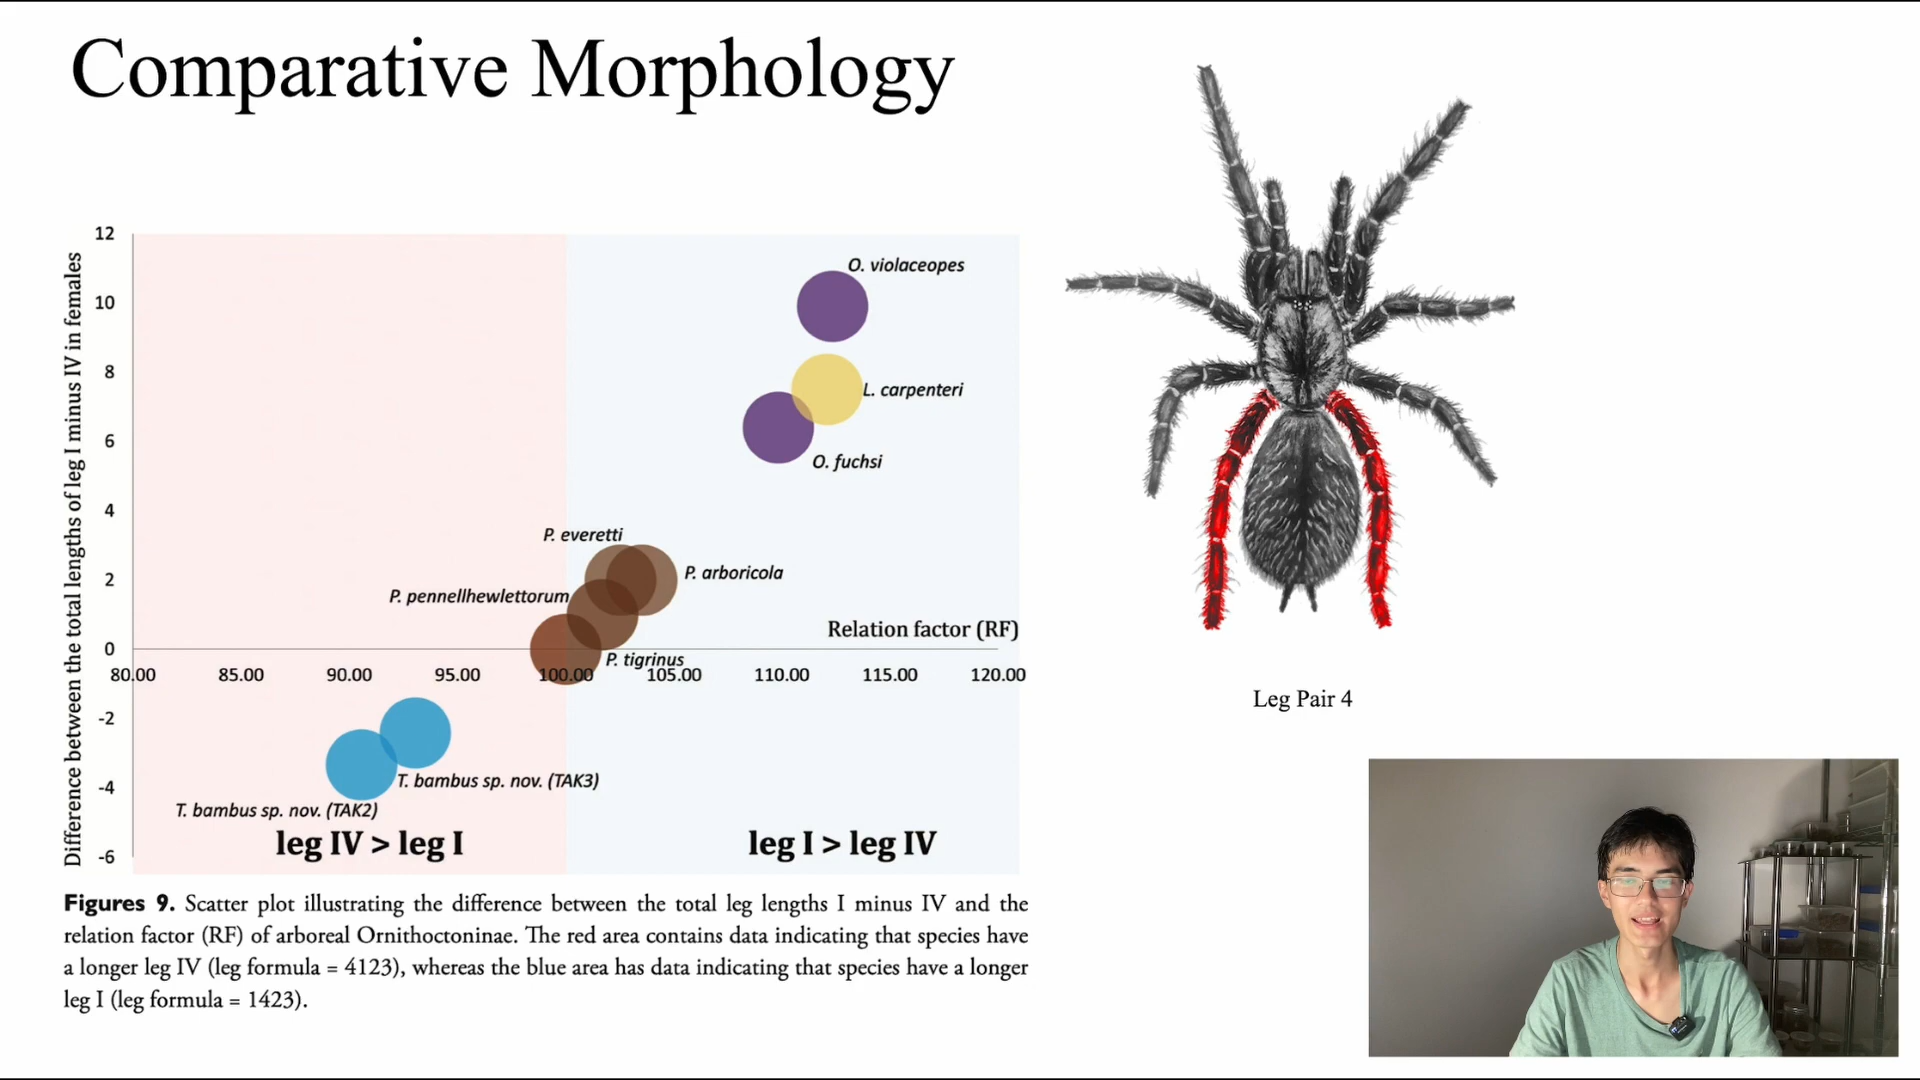 Comparative Morphology
Difference between the total lengths of leg I minus IV in females
12
10
8
6
4
2
0
-2
-4
-6
O. violaceopes
L. carpenteri
O. fuchsi
P. everetti
P. arboricola
P. pennellhewlettorum
Relation factor (RF)
P. tigrinus
80.00 85.00 90.00 95.00 100.00 105.00 110.00 115.00 120.00
T. bambus sp. nov. (TAK3)
T. bambus sp. nov. (TAK2)
leg IV > leg I
leg I > leg IV
Figures 9. Scatter plot illustrating the difference between the total leg lengths I minus IV and the
relation factor (RF) of arboreal Ornithoctoninae. The red area contains data indicating that species have
a longer leg IV (leg formula = 4123), whereas the blue area has data indicating that species have a longer
leg I (leg formula = 1423).
Leg Pair 4